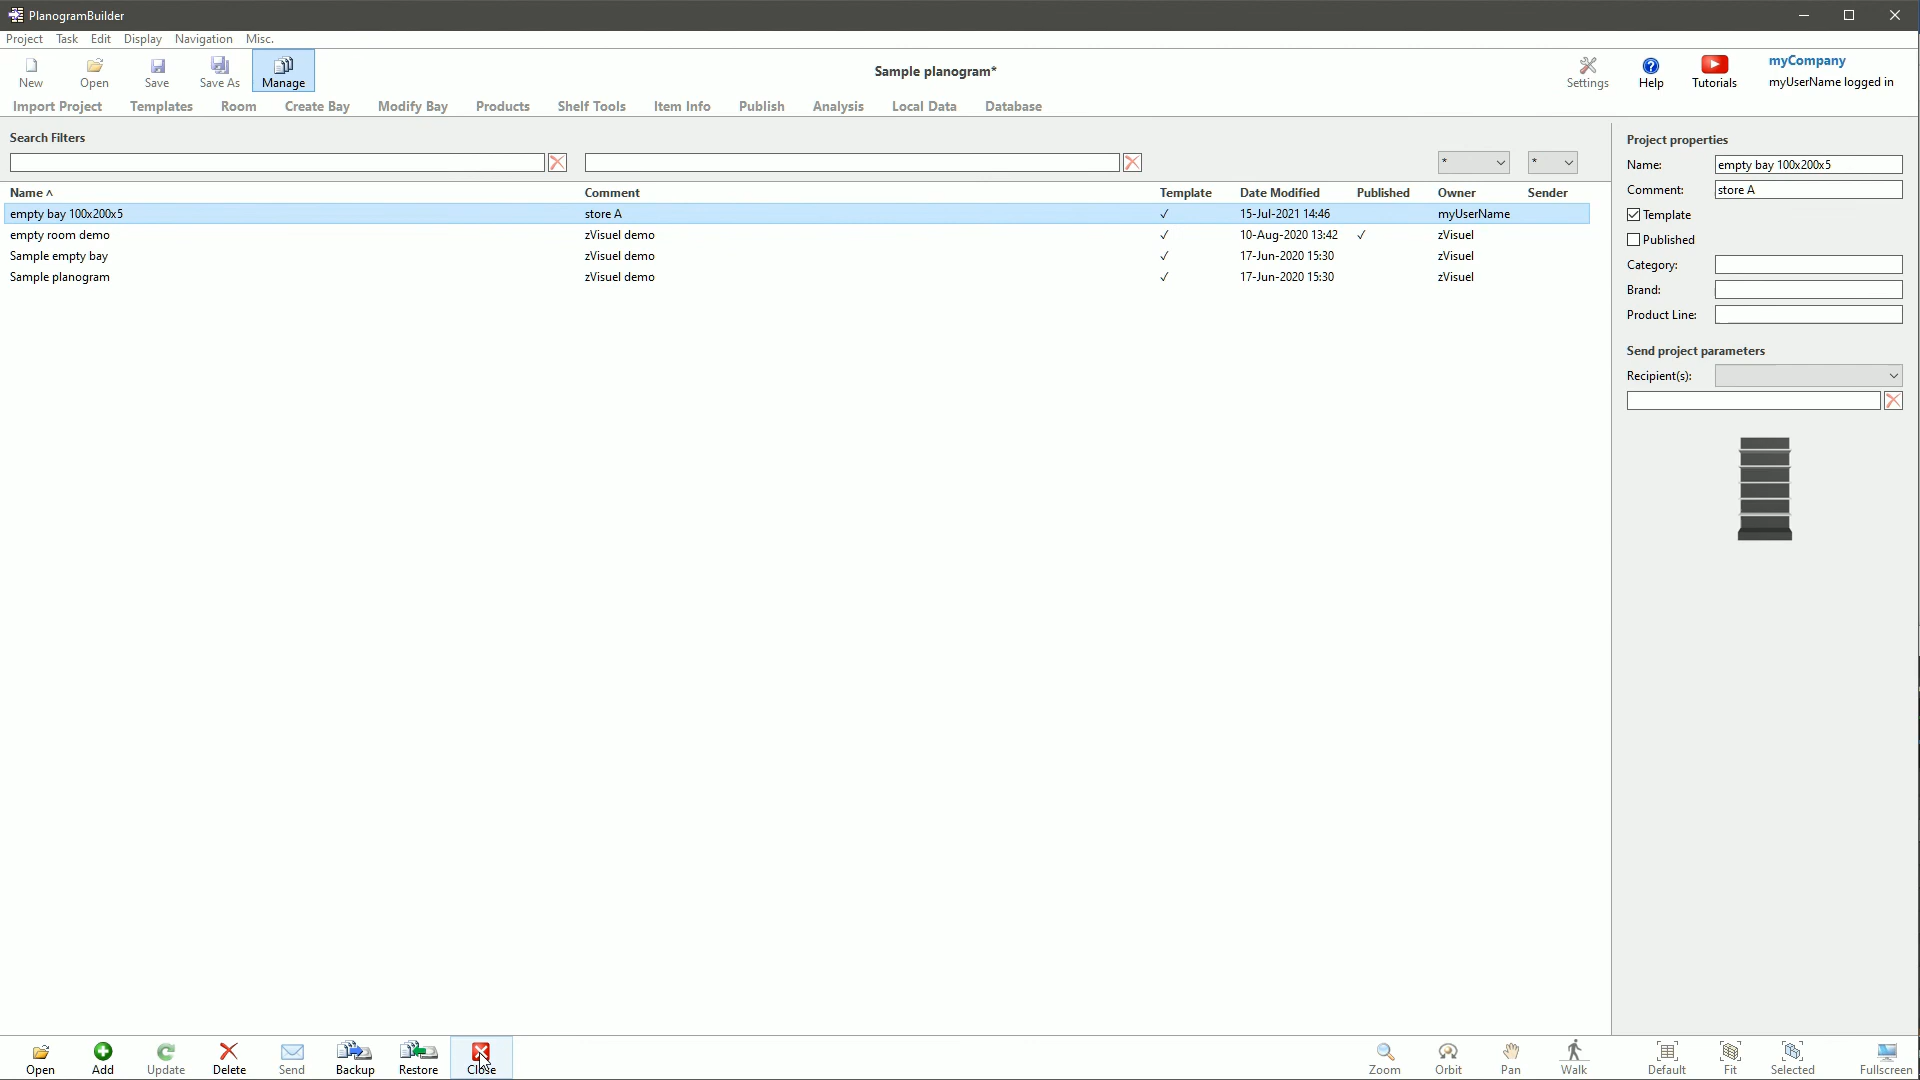 PlanogramBuilder
Project Task Edit Display Navigation Misc.
New Open Save Save As Manage
Sample planogram*
Settings Help Tutorials
myCompany
myUserName logged in
Import Project Templates Room Create Bay Modify Bay Products Shelf Tools Item Info Publish Analysis Local Data Database
Search Filters
* *
Name Comment Template Date Modified Published Owner Sender
empty bay 100x200x5 store A ✓ 15-Jul-2021 14:46 myUserName
empty room demo zVisuel demo ✓ 10-Aug-2020 13:42 ✓ zVisuel
Sample empty bay zVisuel demo ✓ 17-Jun-2020 15:30 zVisuel
Sample planogram zVisuel demo ✓ 17-Jun-2020 15:30 zVisuel
Project properties
Name: empty bay 100x200x5
Comment: store A
Template
Published
Category:
Brand:
Product Line:
Send project parameters
Recipient(s):
Open Add Update Delete Send Backup Restore Close
Zoom Orbit Pan Walk Default Fit Selected Fullscreen